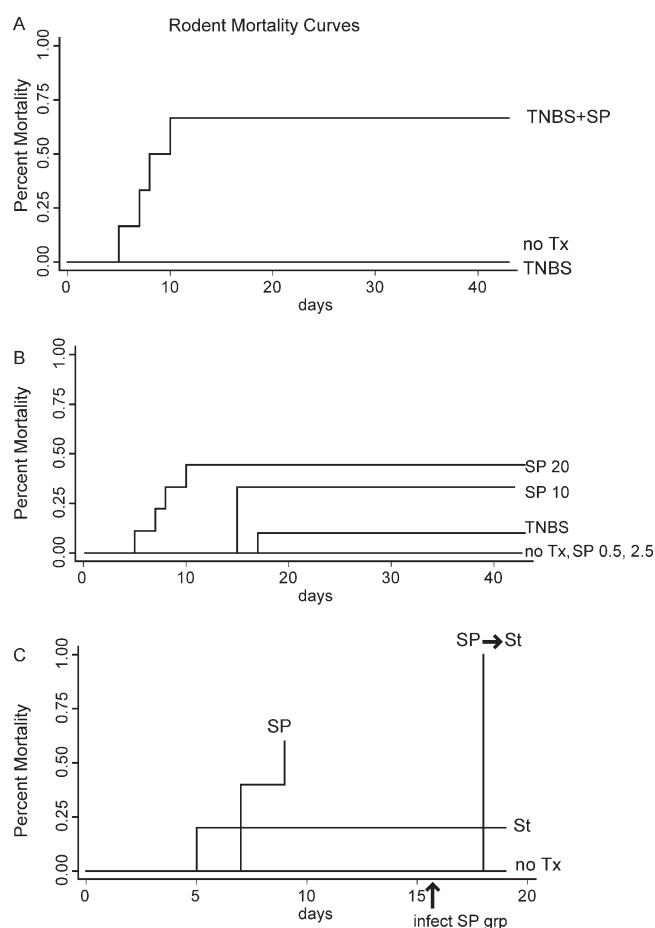 A
Rodent Mortality Curves
Percent Mortality
1.00
0.75
0.50
0.25
0.00
TNBS+SP
no Tx
TNBS
0 10 20 30 40
days
B
Percent Mortality
1.00
0.75
0.50
0.25
0.00
SP 20
SP 10
TNBS
no Tx, SP 0.5, 2.5
0 10 20 30 40
days
C
Percent Mortality
1.00
0.75
0.50
0.25
0.00
SP → St
SP
St
no Tx
0 5 10 15 20
days
infect SP grp